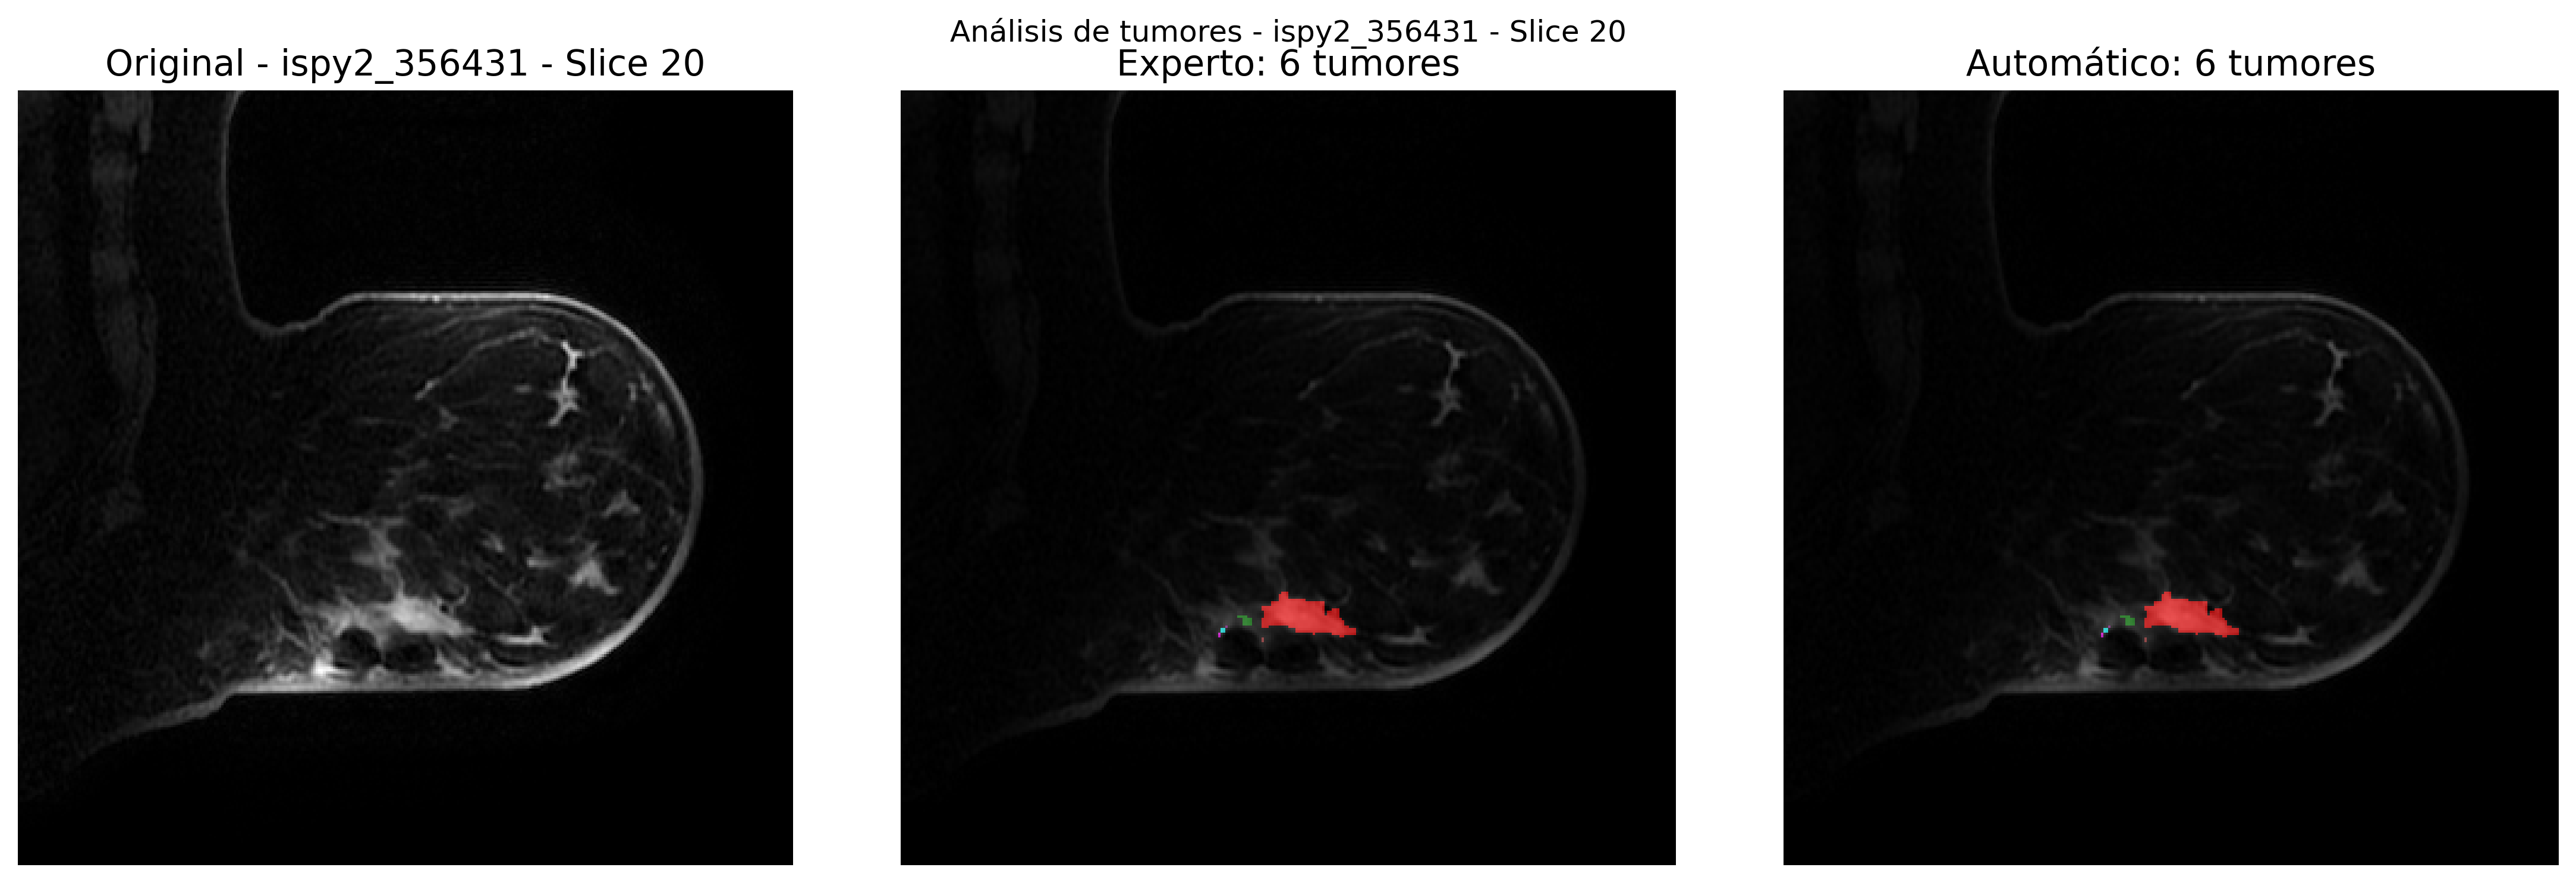 Análisis de tumores - ispy2_356431 - Slice 20
Original - ispy2_356431 - Slice 20
Experto: 6 tumores
Automático: 6 tumores